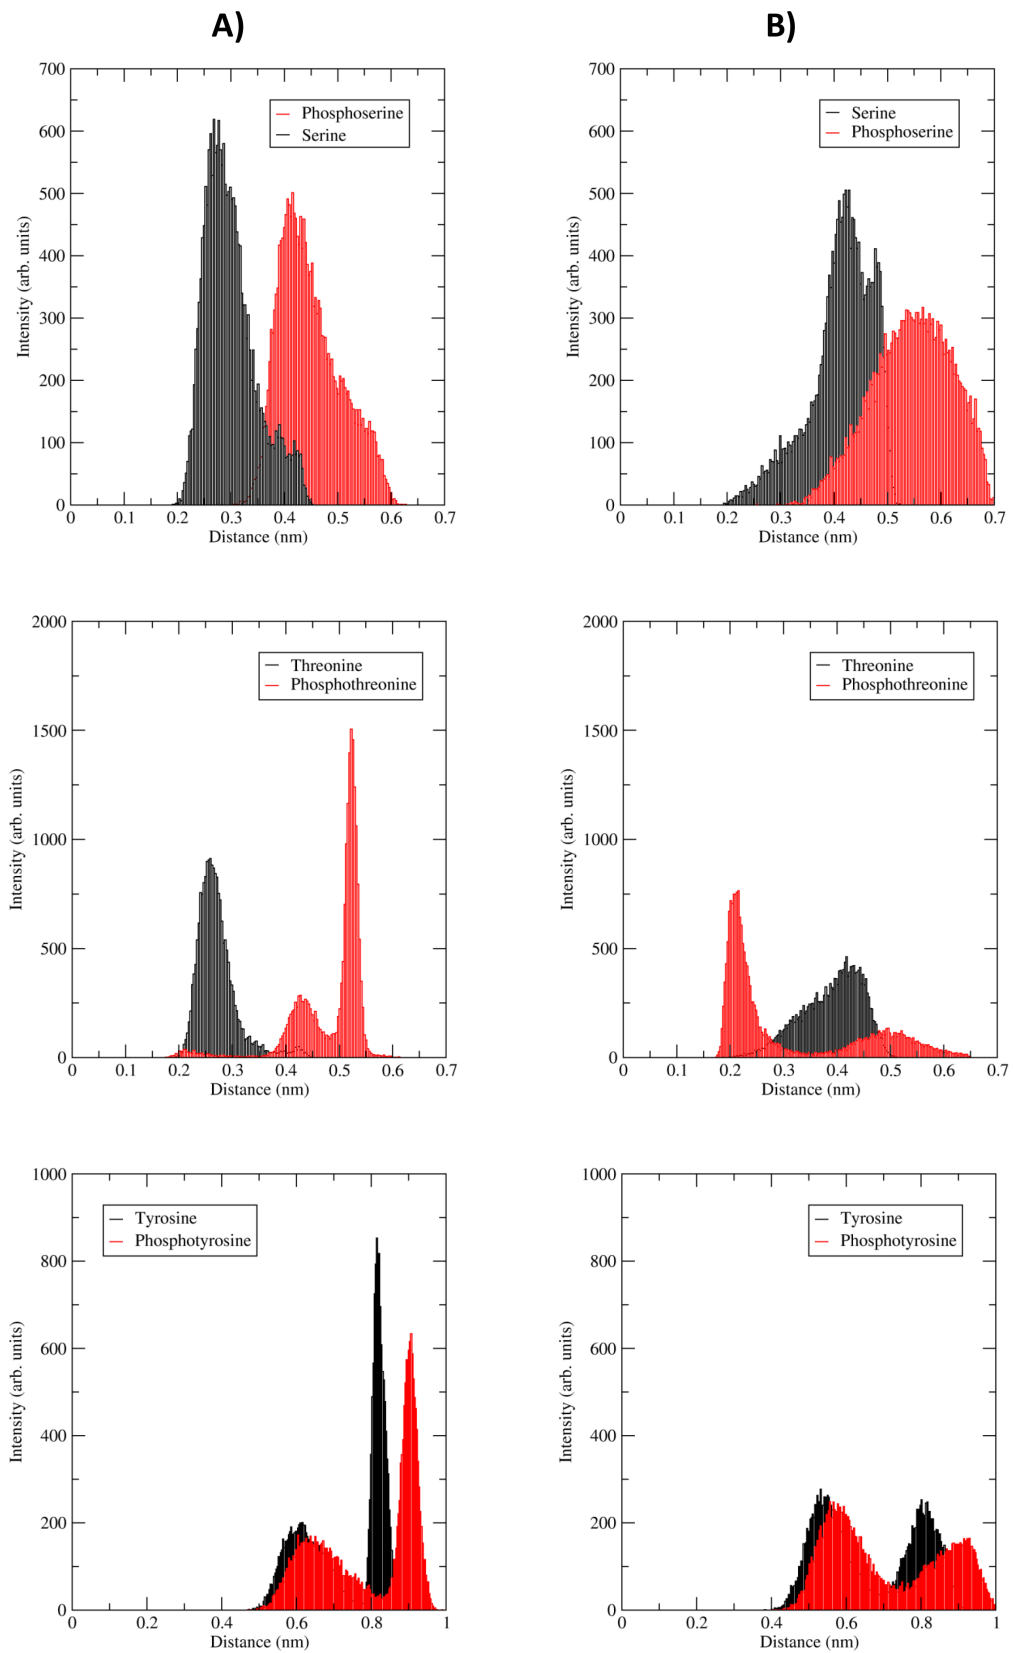 A)
B)
700
600
500
400
300
200
100
0
Intensity (arb. units)
Phosphoserine
Serine
0 0.1 0.2 0.3 0.4 0.5 0.6 0.7
Distance (nm)
700
600
500
400
300
200
100
0
Intensity (arb. units)
Serine
Phosphoserine
0 0.1 0.2 0.3 0.4 0.5 0.6 0.7
Distance (nm)
2000
1500
1000
500
0
Intensity (arb. units)
Threonine
Phosphothreonine
0 0.1 0.2 0.3 0.4 0.5 0.6 0.7
Distance (nm)
2000
1500
1000
500
0
Intensity (arb. units)
Threonine
Phosphothreonine
0 0.1 0.2 0.3 0.4 0.5 0.6 0.7
Distance (nm)
1000
800
600
400
200
0
Intensity (arb. units)
Tyrosine
Phosphotyrosine
0 0.2 0.4 0.6 0.8 1
Distance (nm)
1000
800
600
400
200
0
Intensity (arb. units)
Tyrosine
Phosphotyrosine
0 0.2 0.4 0.6 0.8 1
Distance (nm)